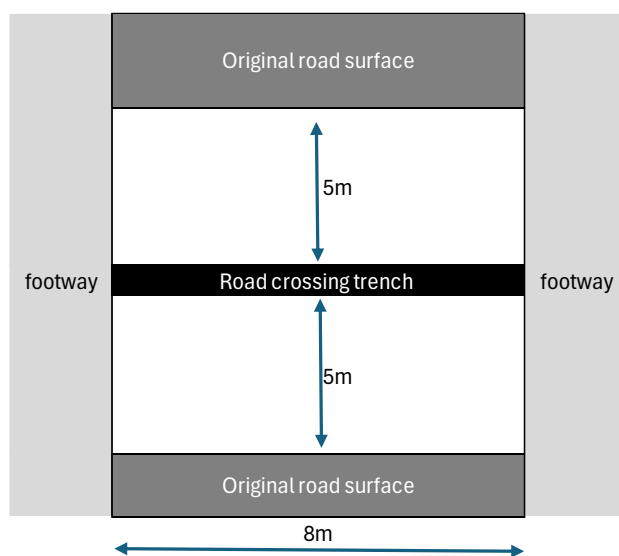 Original road surface
5m
footway
Road crossing trench
footway
5m
Original road surface
8m